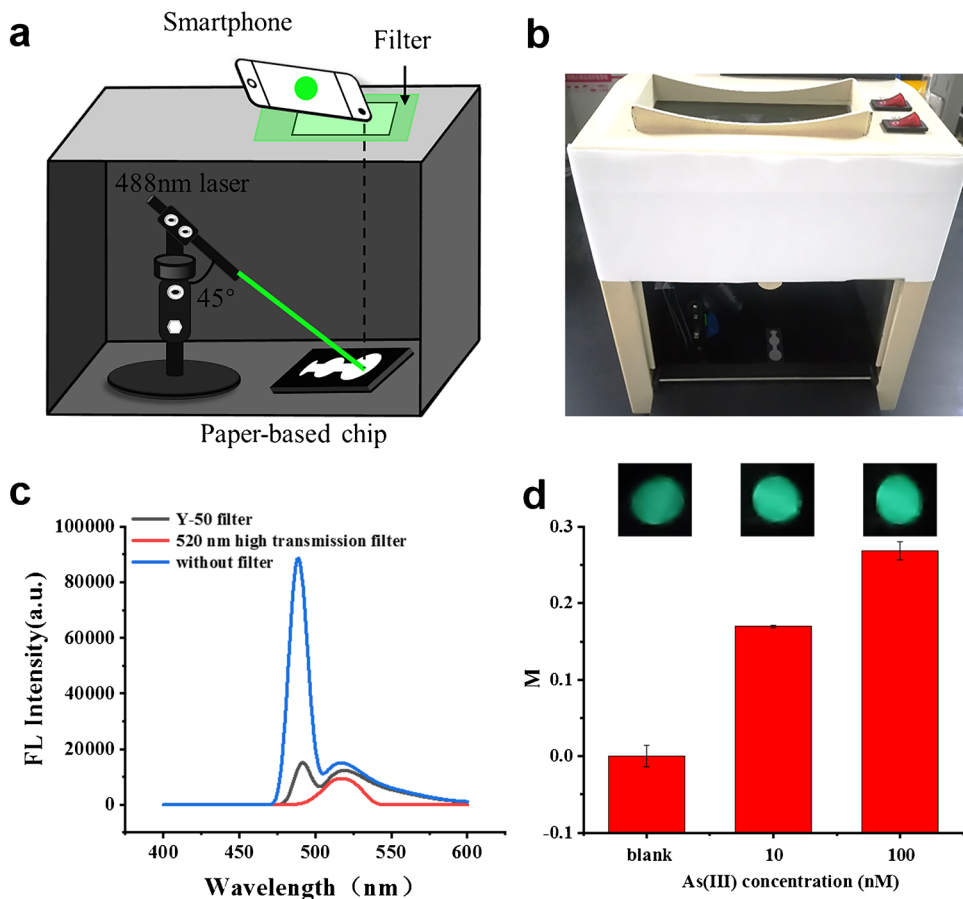 a
Smartphone
Filter
488nm laser
45°
Paper-based chip
b
c
Y-50 filter
520 nm high transmission filter
without filter
100000
80000
60000
40000
20000
0
FL Intensity(a.u.)
400
450
500
550
600
Wavelength（nm）
d
0.3
0.2
0.1
0.0
-0.1
M
blank
10
100
As(III) concentration (nM)